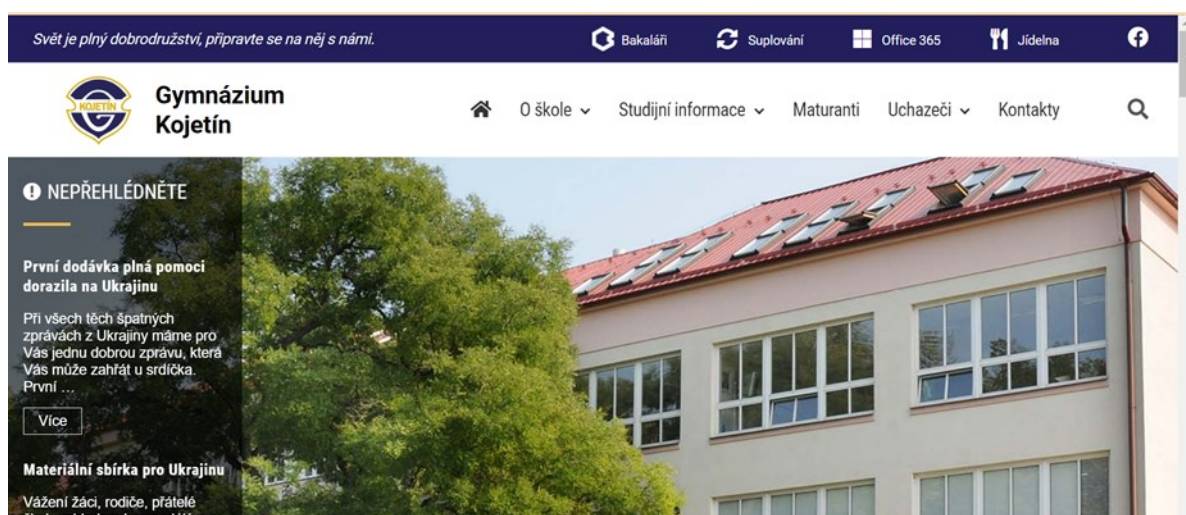 Svět je plný dobrodružství, připravte se na něj s námi.
Bakaláři Suplování Office 365 Jídelna
KOJETÍN
Gymnázium
Kojetín
O škole Studijní informace Maturanti Uchazeči Kontakty
NEPŘEHLÉDNĚTE
První dodávka plná pomoci
dorazila na Ukrajinu
Při všech těch špatných
zprávách z Ukrajiny máme pro
Vás jednu dobrou zprávu, která
Vás může zahřát u srdíčka.
První ...
Více
Materiální sbírka pro Ukrajinu
Vážení žáci, rodiče, přátelé